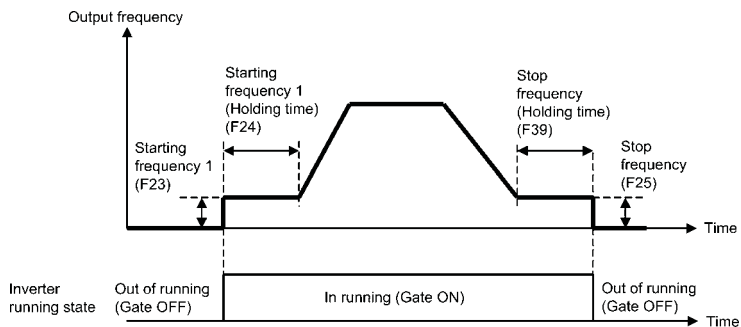 Output frequency
Starting
frequency 1
(Holding time)
(F24)
Stop
frequency
(Holding time)
(F39)
Starting
frequency 1
(F23)
Stop
frequency
(F25)
Time
Inverter
running state
Out of running
(Gate OFF)
In running (Gate ON)
Out of running
(Gate OFF)
Time